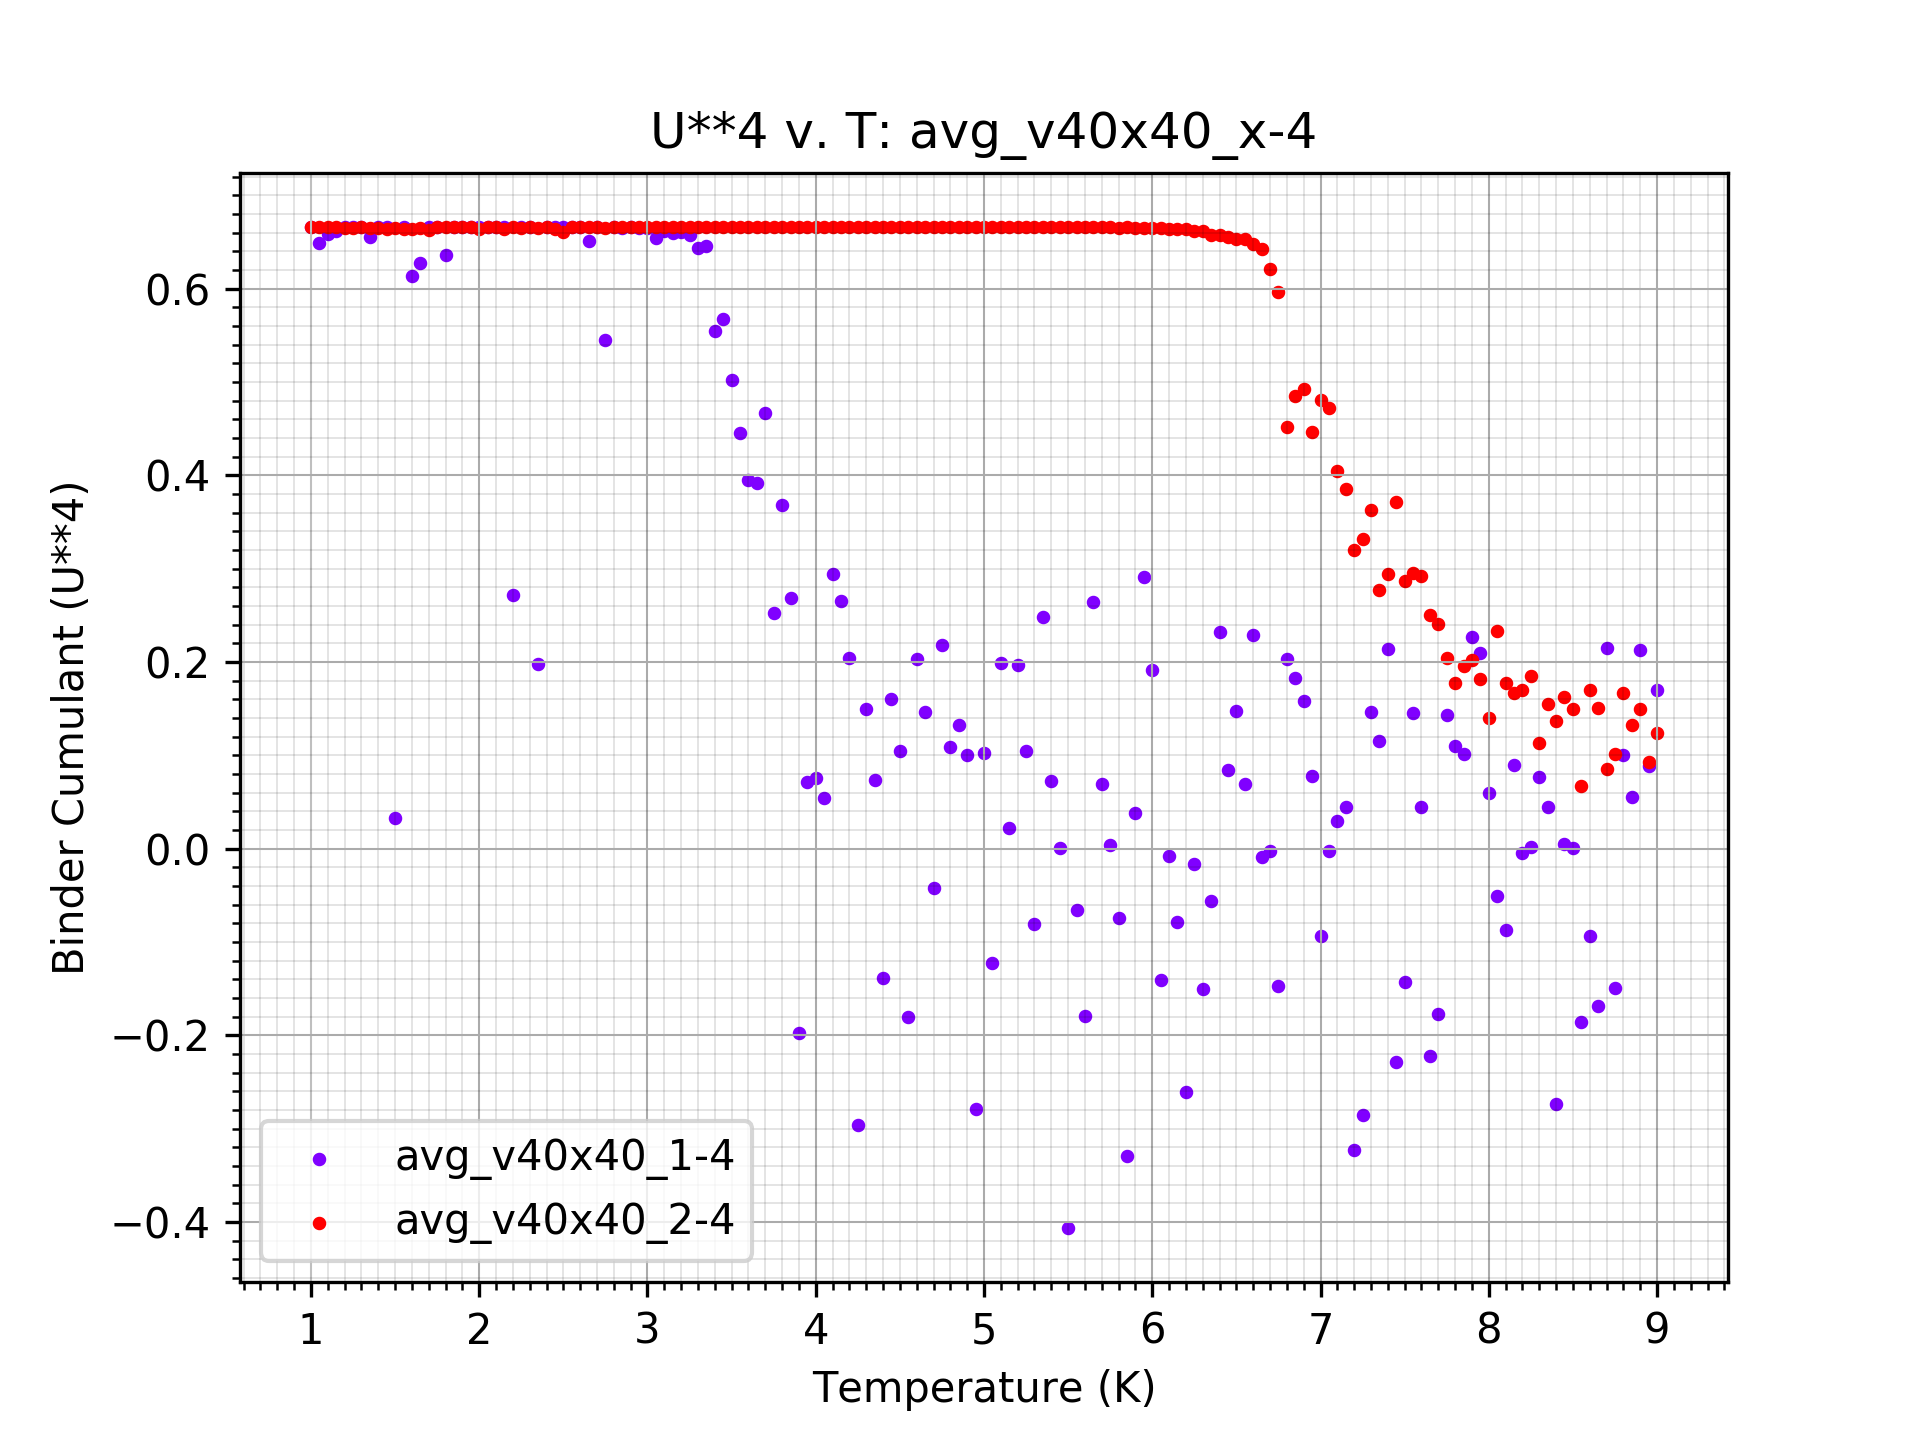 U**4 v. T: avg_v40x40_x-4
Binder Cumulant (U**4)
0.6
0.4
0.2
0.0
−0.2
−0.4
avg_v40x40_1-4
avg_v40x40_2-4
1 2 3 4 5 6 7 8 9
Temperature (K)